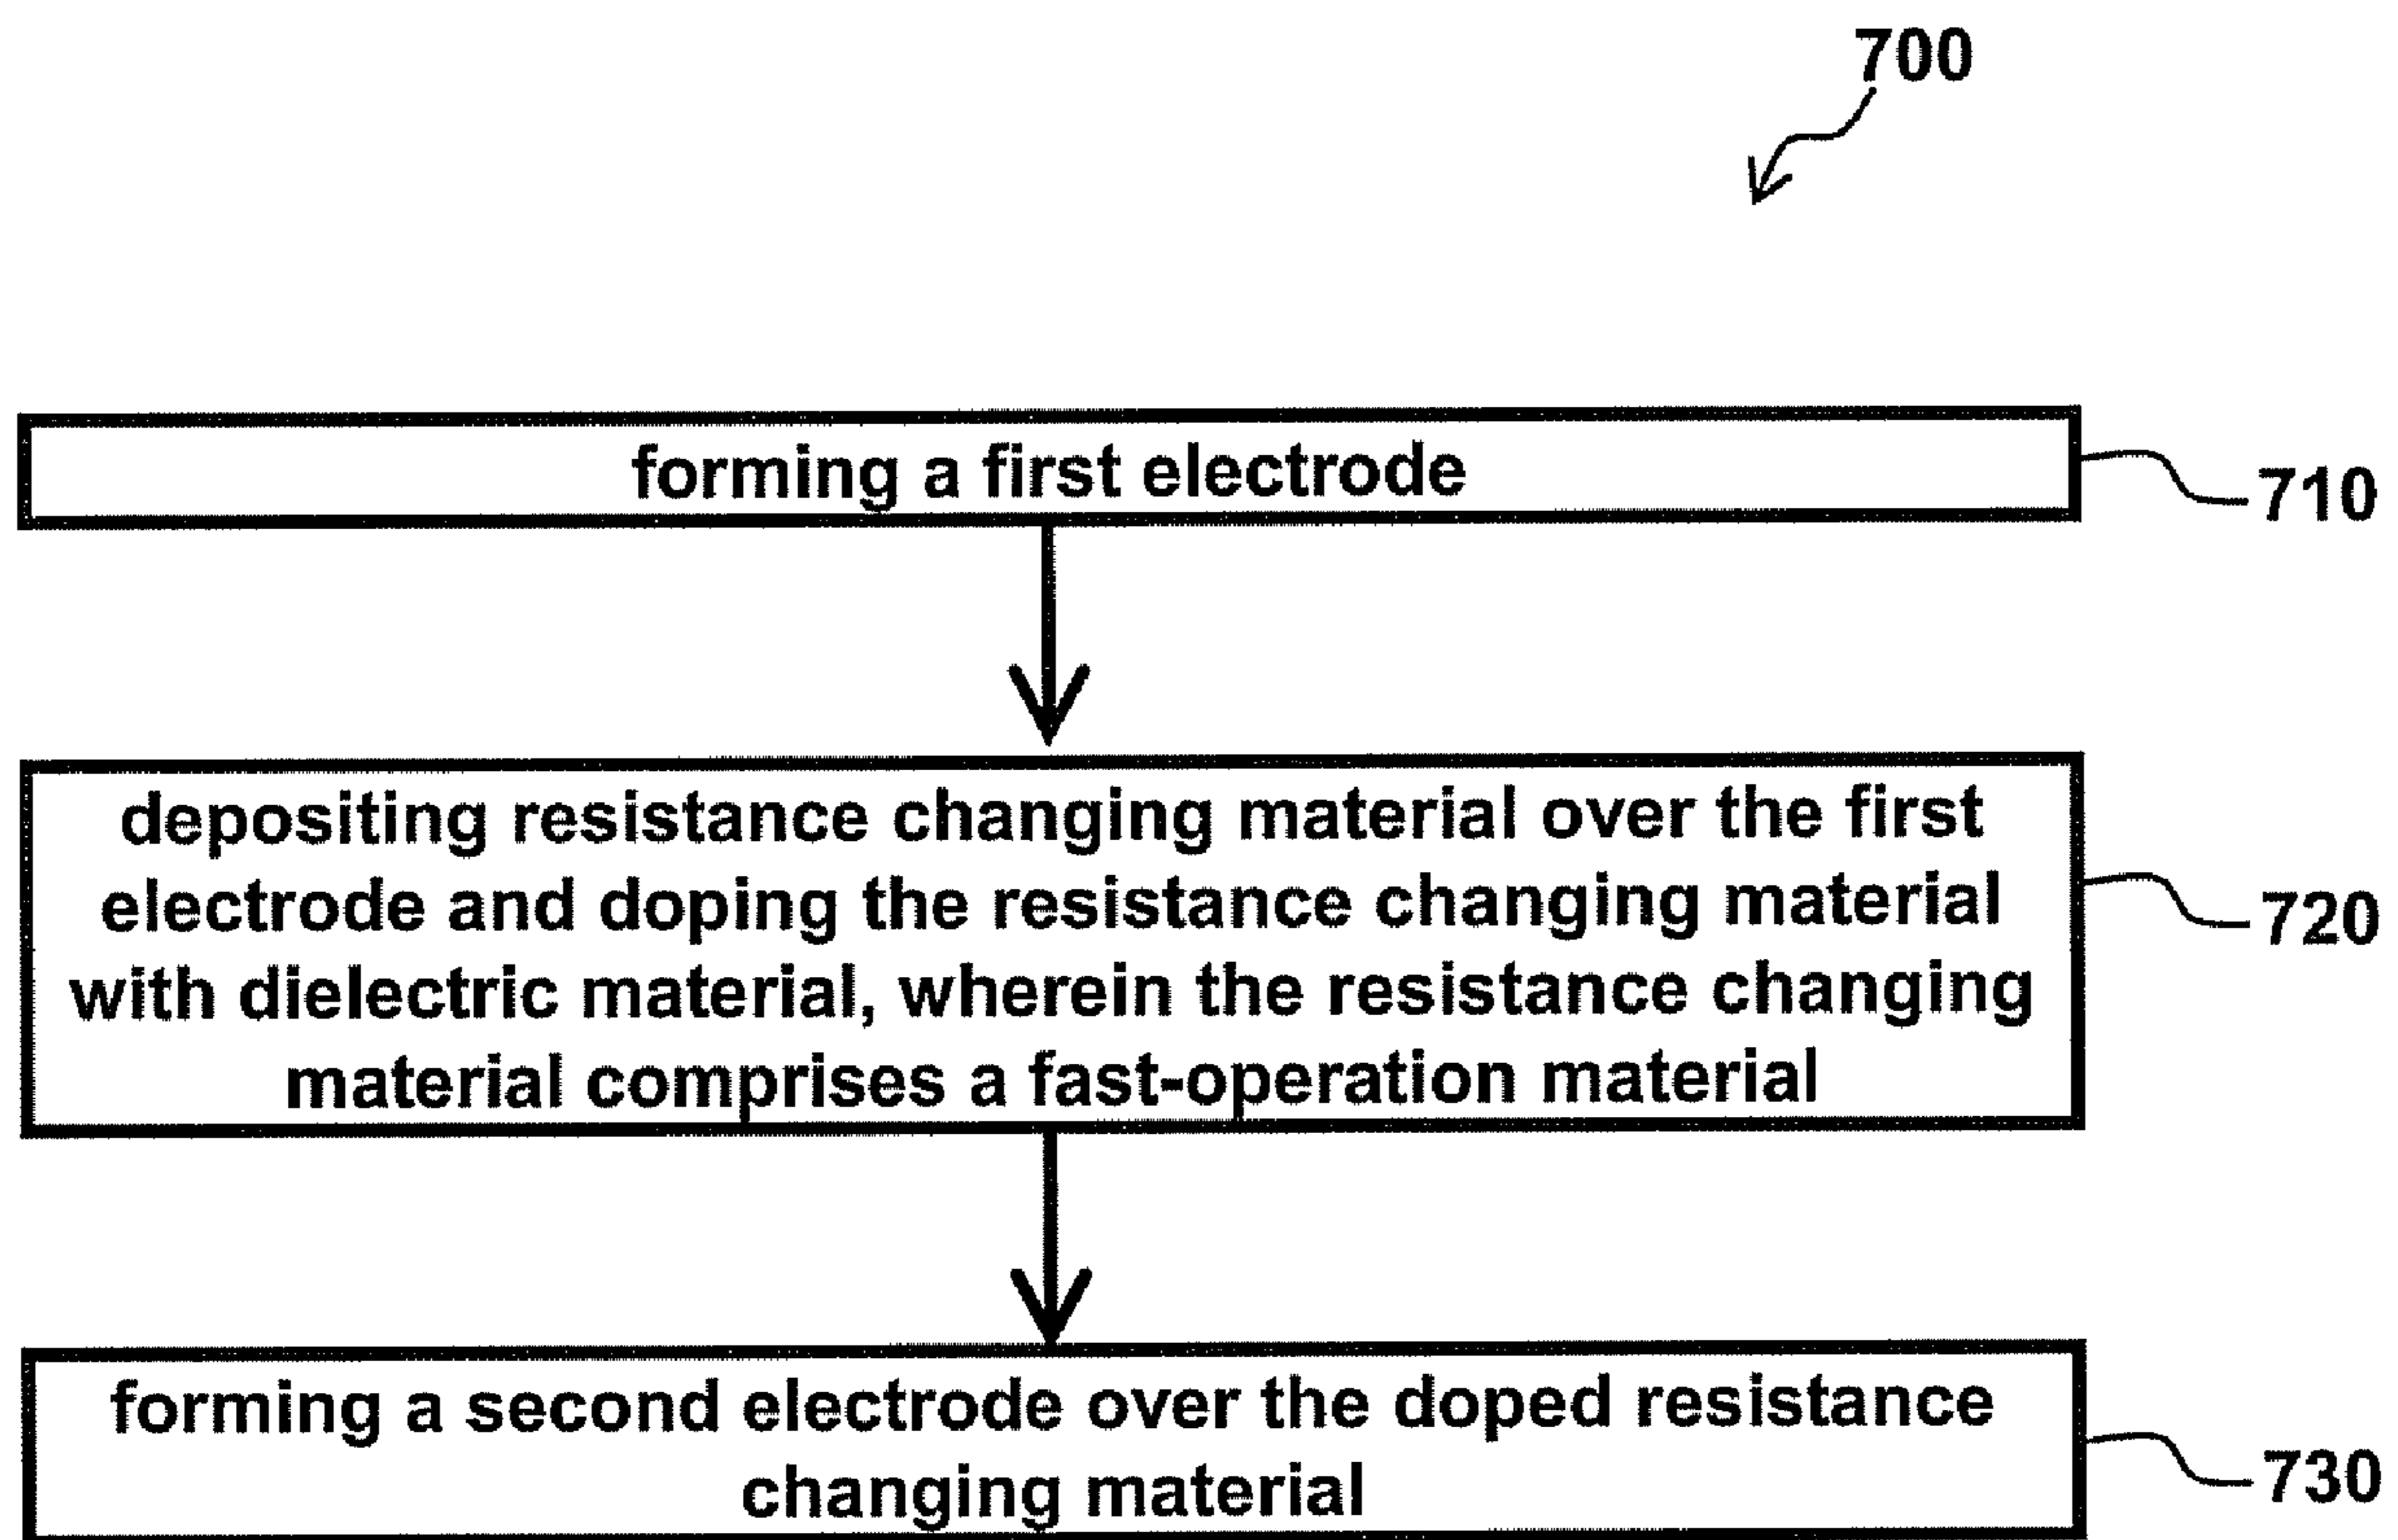 700
forming a first electrode
710
depositing resistance changing material over the first
electrode and doping the resistance changing material
with dielectric material, wherein the resistance changing
material comprises a fast-operation material
720
forming a second electrode over the doped resistance
changing material
730